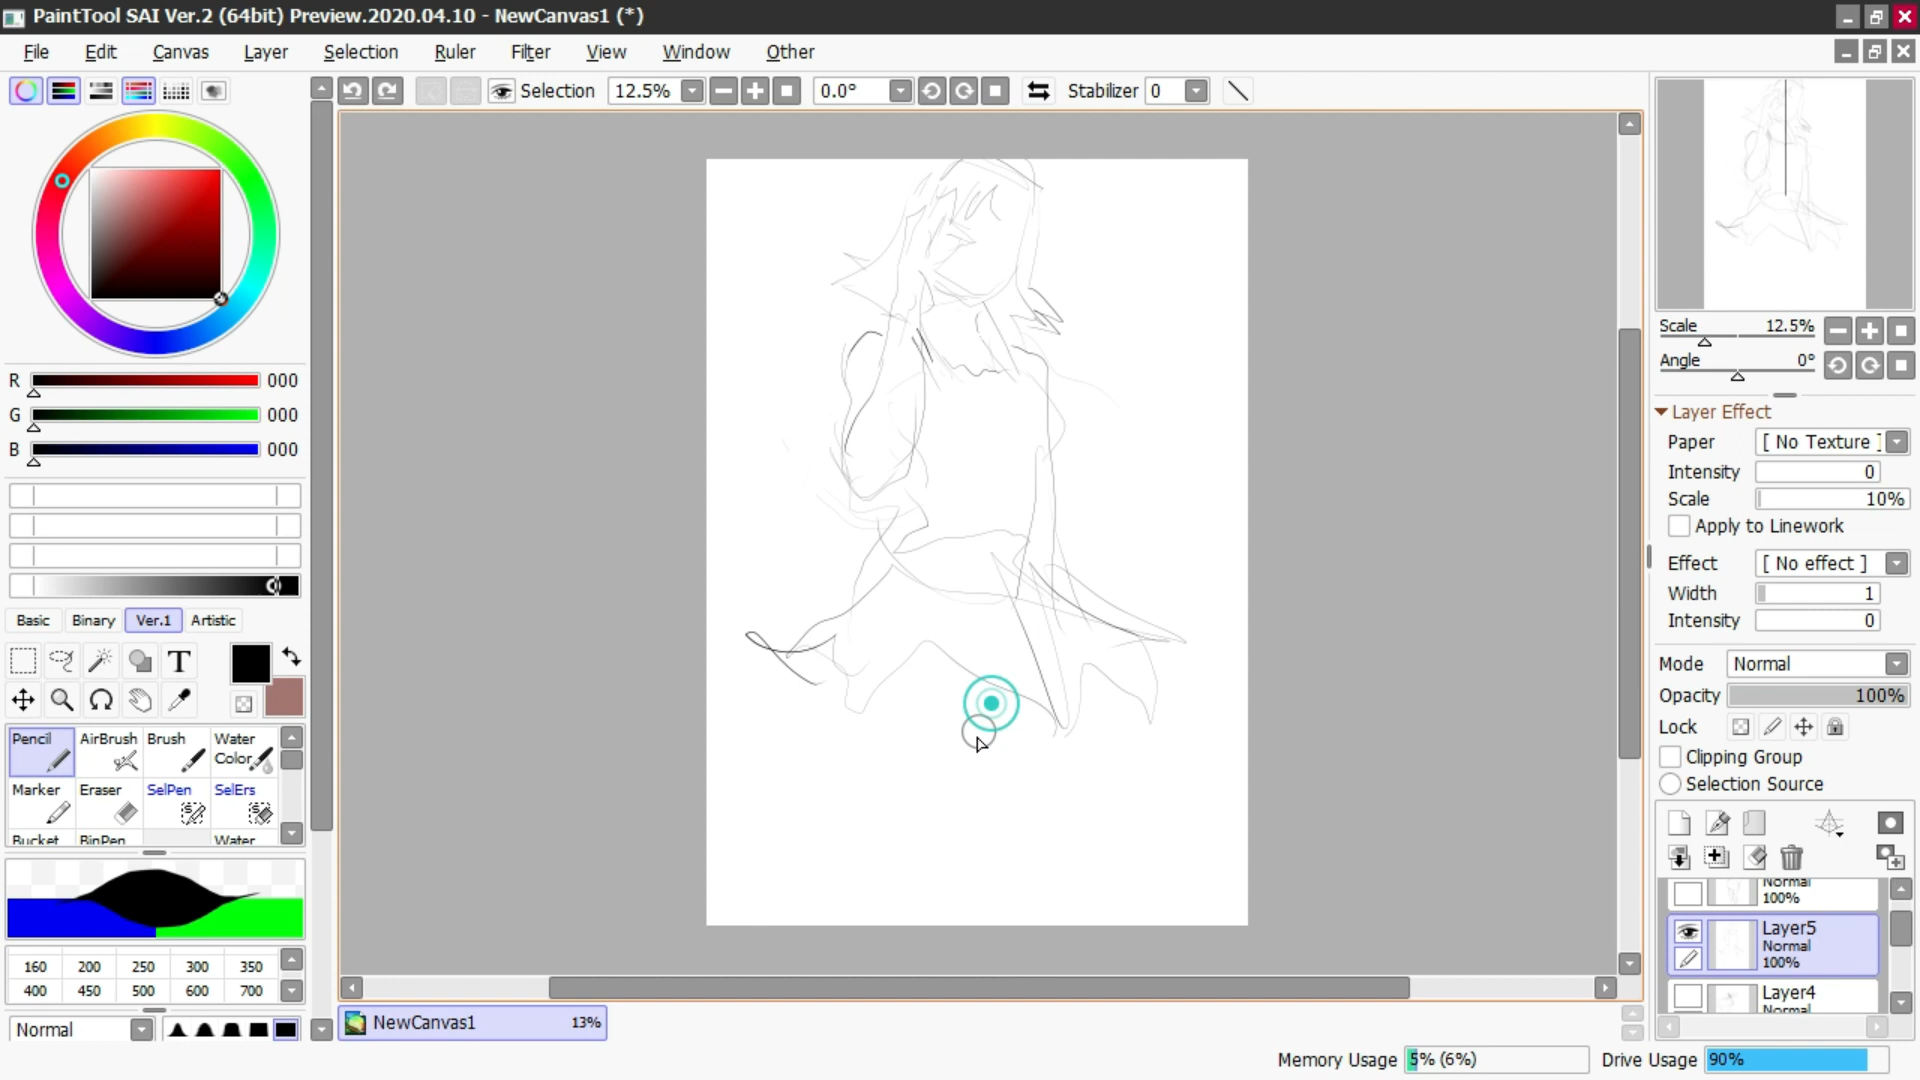 PaintTool SAI Ver.2 (64bit) Preview.2020.04.10 - NewCanvas1 (*)
File Edit Canvas Layer Selection Ruler Filter View Window Other
Selection 12.5% 0.0° Stabilizer 0
R 000
G 000
B 000
Basic Binary Ver.1 Artistic
T
Pencil AirBrush Brush Water Color
Marker Eraser SelPen SelErs
Bucket BinPen Water
160 200 250 300 350
400 450 500 600 700
Normal
NewCanvas1 13%
Scale 12.5%
Angle 0°
Layer Effect
Paper [ No Texture ]
Intensity 0
Scale 10%
Apply to Linework
Effect [ No effect ]
Width 1
Intensity 0
Mode Normal
Opacity 100%
Lock
Clipping Group
Selection Source
Normal
100%
Layer5
Normal
100%
Layer4
Normal
Memory Usage 5% (6%) Drive Usage 90%